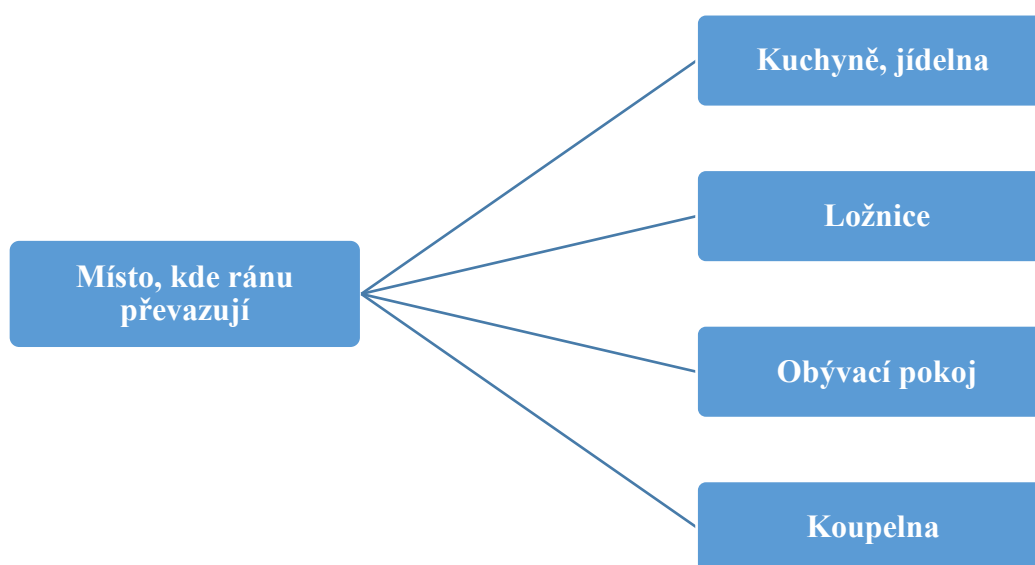 Kuchyně, jídelna
Ložnice
Místo, kde ránu
převazují
Obývací pokoj
Koupelna